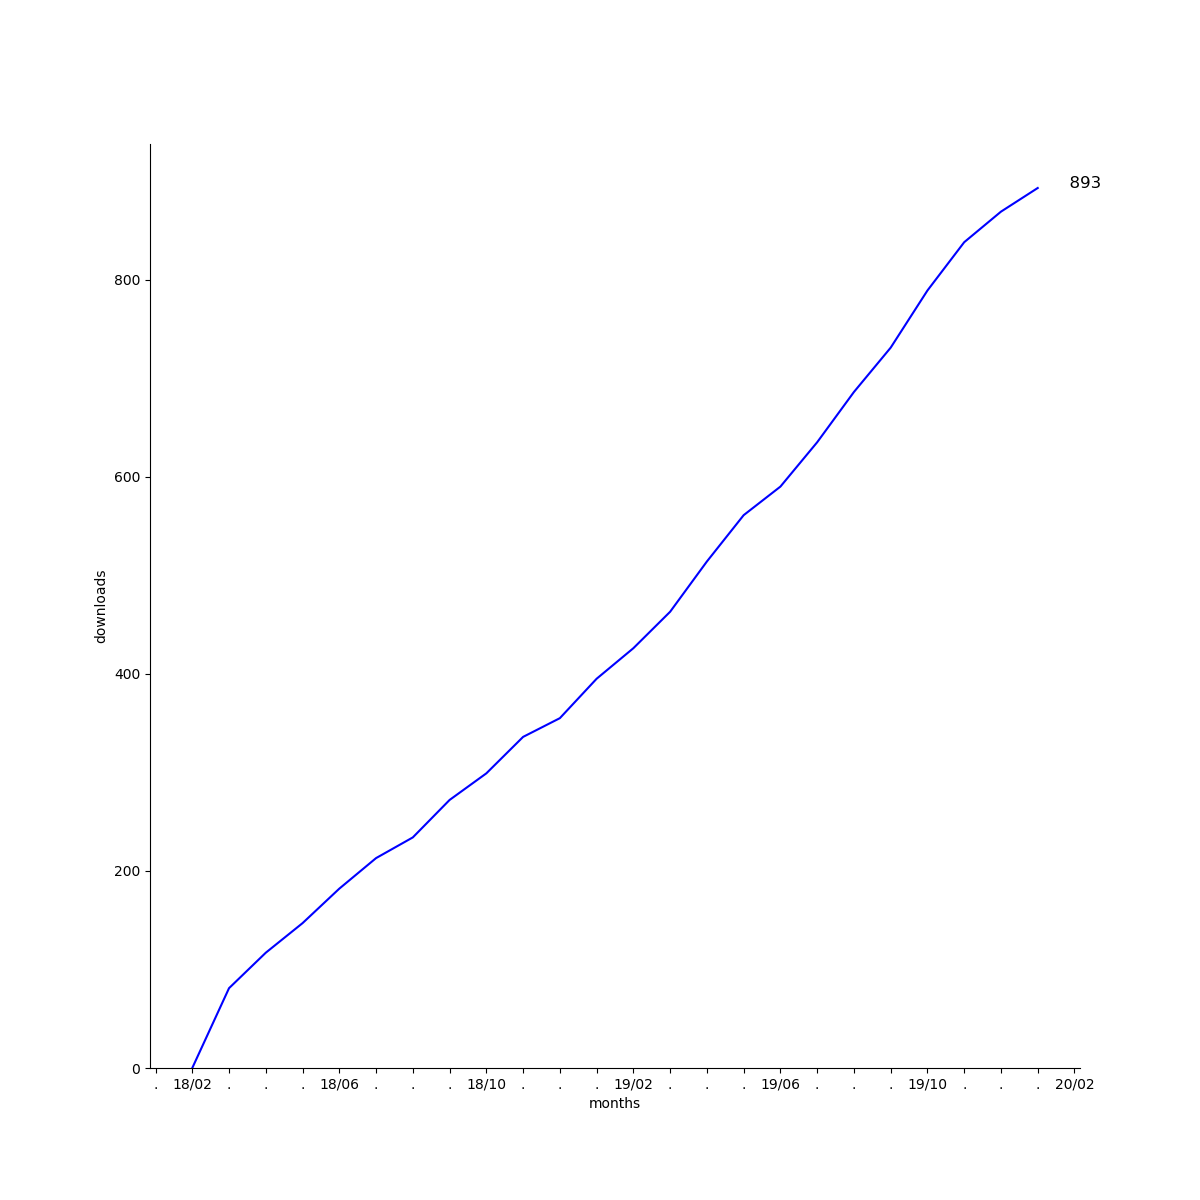 893
800
600
downloads
400
200
0
. 18/02 . . . 18/06 . . . 18/10 . . . 19/02 . . . 19/06 . . . 19/10 . . . 20/02
months